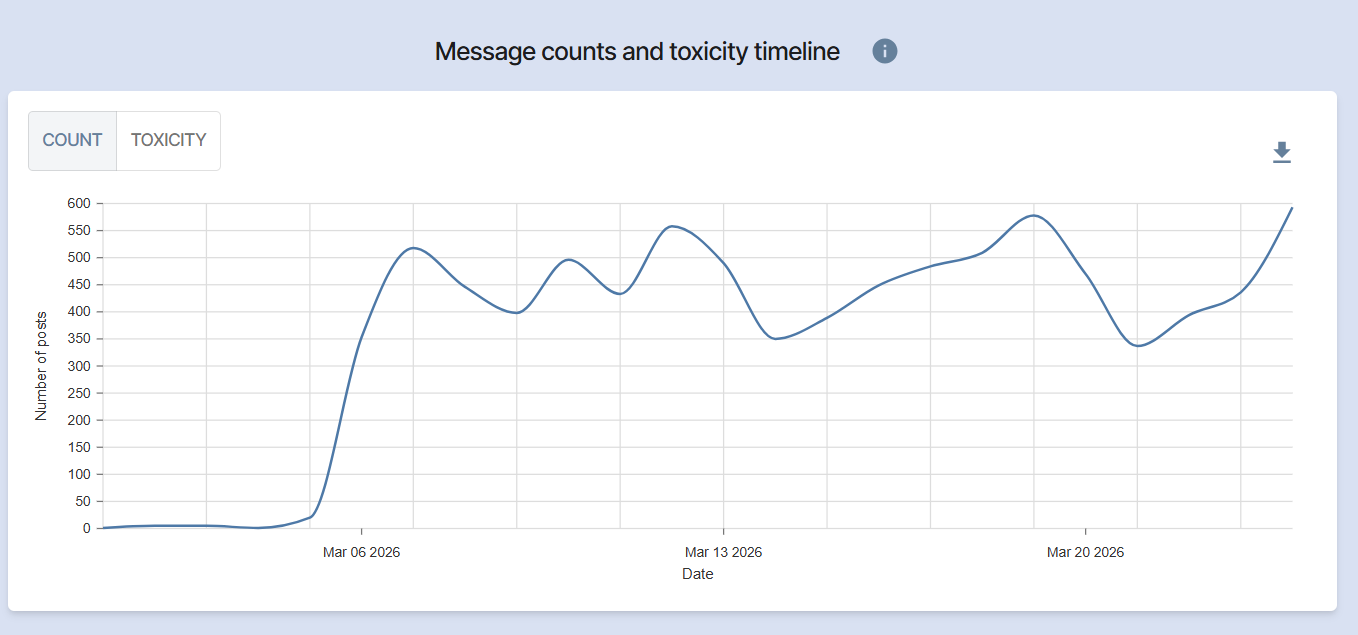 Message counts and toxicity timeline
i
COUNT TOXICITY
600
550
500
450
400
350
300
250
200
150
100
50
0
Number of posts
Mar 06 2026 Mar 13 2026 Mar 20 2026
Date